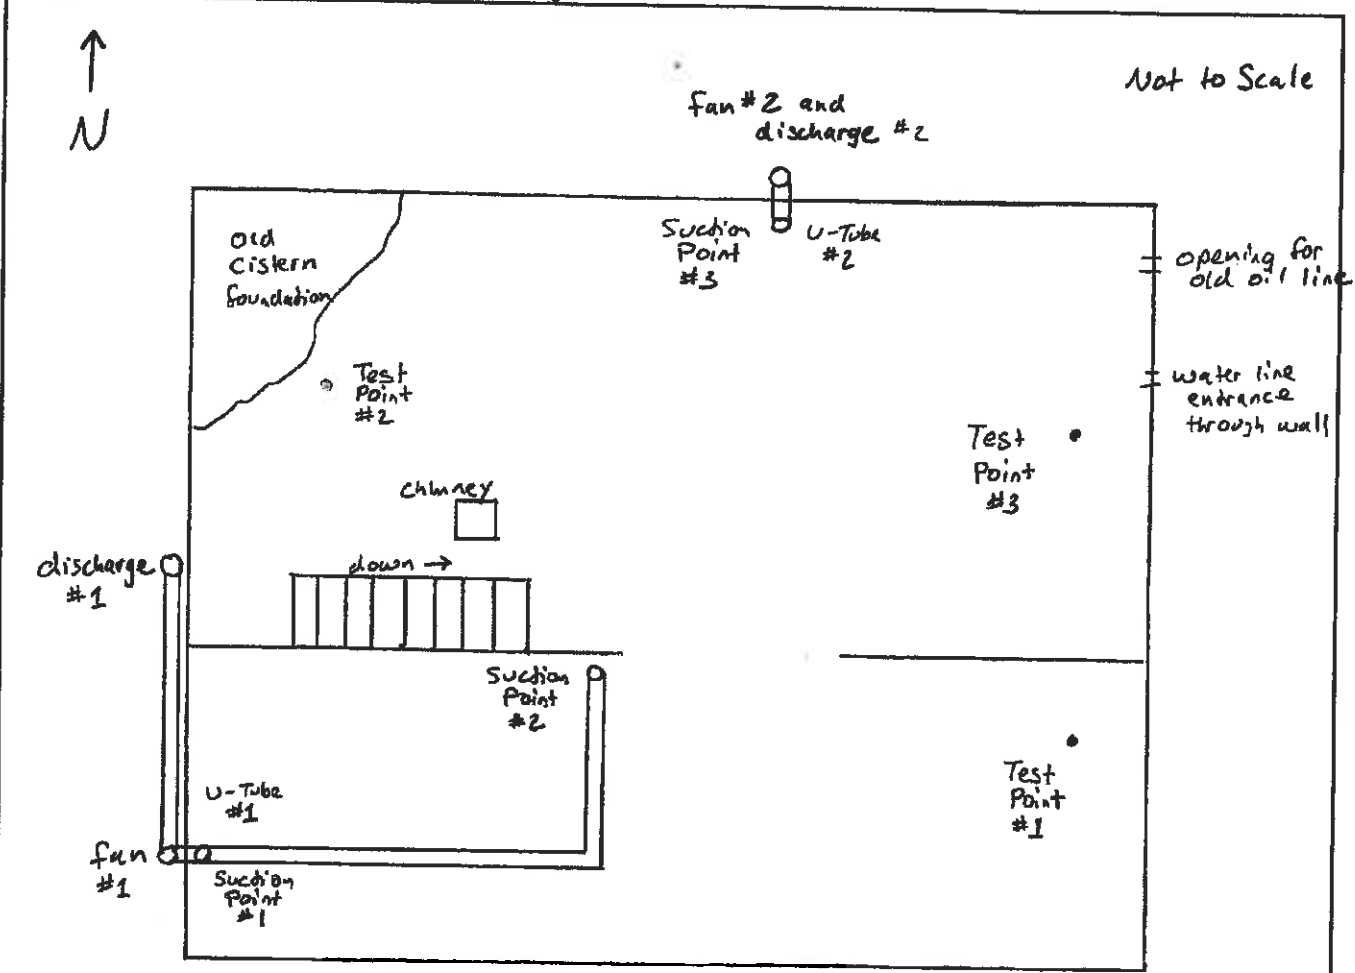 N
Not to Scale
fan #2 and
discharge #2
Suction
Point
#3
U-Tube
#2
old
Cistern
foundation
opening for
old oil line
Test
Point
#2
water line
entrance
through wall
Test
Point
#3
chmney
down →
discharge
#1
Suction
Point
#2
U-Tube
#1
Test
Point
#1
fan
#1
Suction
Point
#1